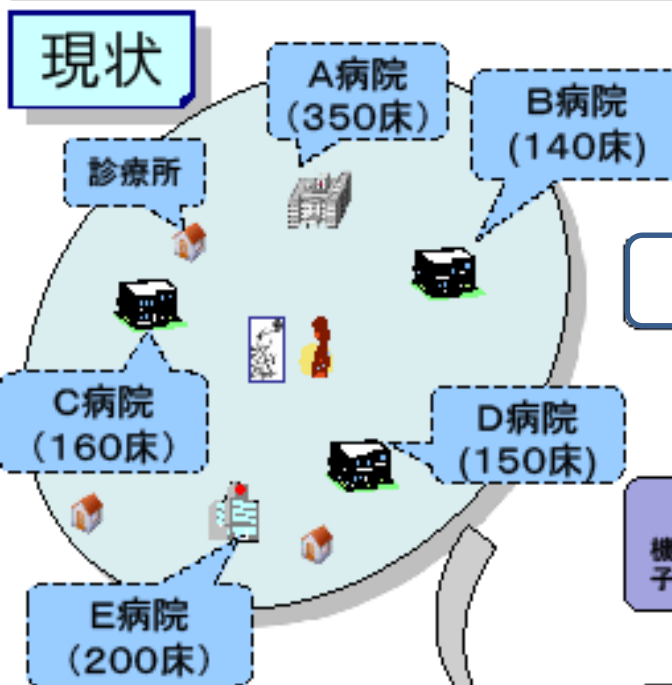 現状
A病院
（350床）
B病院
(140床)
診療所
C病院
（160床）
D病院
(150床)
E病院
（200床）
機
子